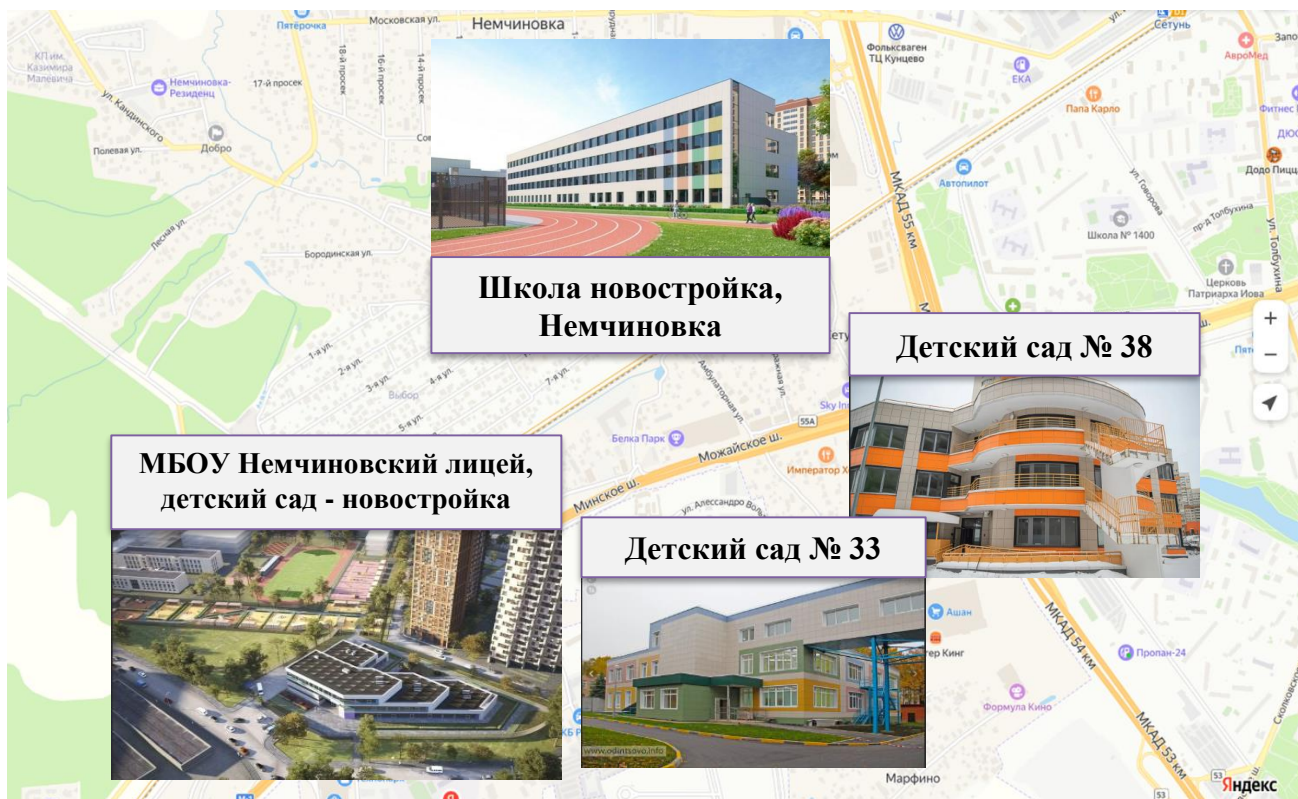 Пятёрочка
Московская ул.
Немчиновка
Сетунь
КП им.
Казимира
Малевича
Немчиновка-
Резиденц
17-й просек
18-й просек
16-й просек
14-й просек
ул. Кандинского
Полевая ул.
Добро
Лесная ул.
Бородинская ул.
Фольксваген
ТЦ Кунцево
ЕКА
Папа Карло
АвроМед
Фитнес
Додо Пицц
Автопилот
МКАД 55 км
ул. Говорова
Школа № 1400
пр-д Толбухина
ул. Толбухина
Церковь
Патриарха Иова
Школа новостройка,
Немчиновка
Детский сад № 38
1-я ул.
2-я ул.
3-я ул.
4-я ул.
5-я ул.
7-я ул.
Выбор
Амбулаторная ул.
Sky Inn
55А
Белка Парк
Можайское ш.
Император
Минское ш.
МБОУ Немчиновский лицей,
детский сад - новостройка
Детский сад № 33
Ашан
МКАД 54 км
Пропан-24
Формула Кино
МКАД 53 км
www.odintsovo.info
Марфино
53
53
Яндекс